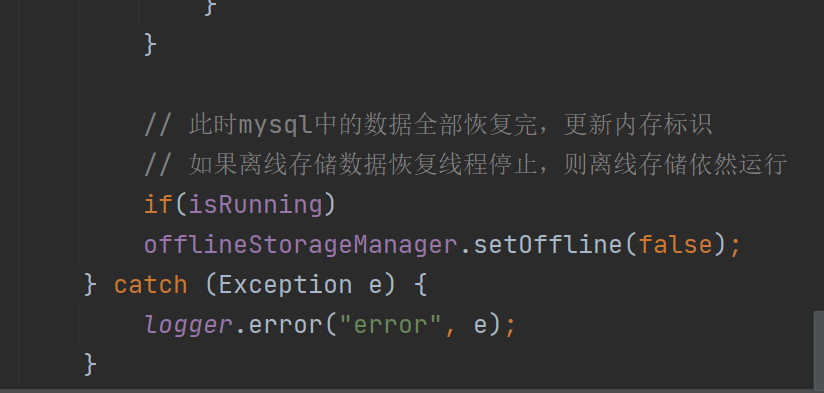 }
}
// 此时mysql中的数据全部恢复完，更新内存标识
// 如果离线存储数据恢复线程停止，则离线存储依然运行
if(isRunning)
offlineStorageManager.setOffline(false);
} catch (Exception e) {
logger.error("error", e);
}